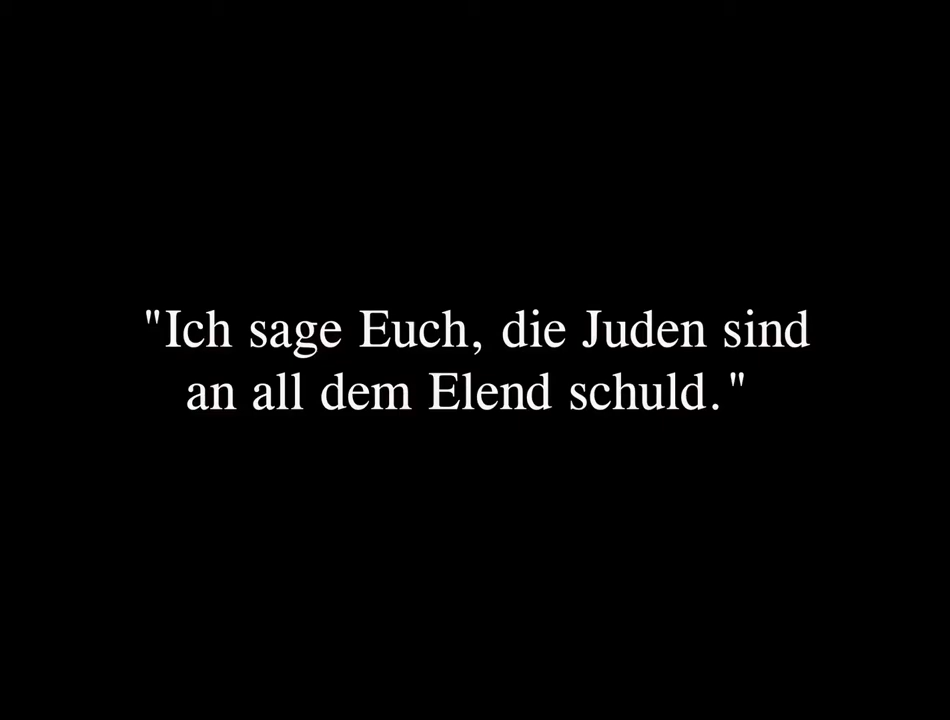 "Ich sage Euch, die Juden sind
an all dem Elend schuld."